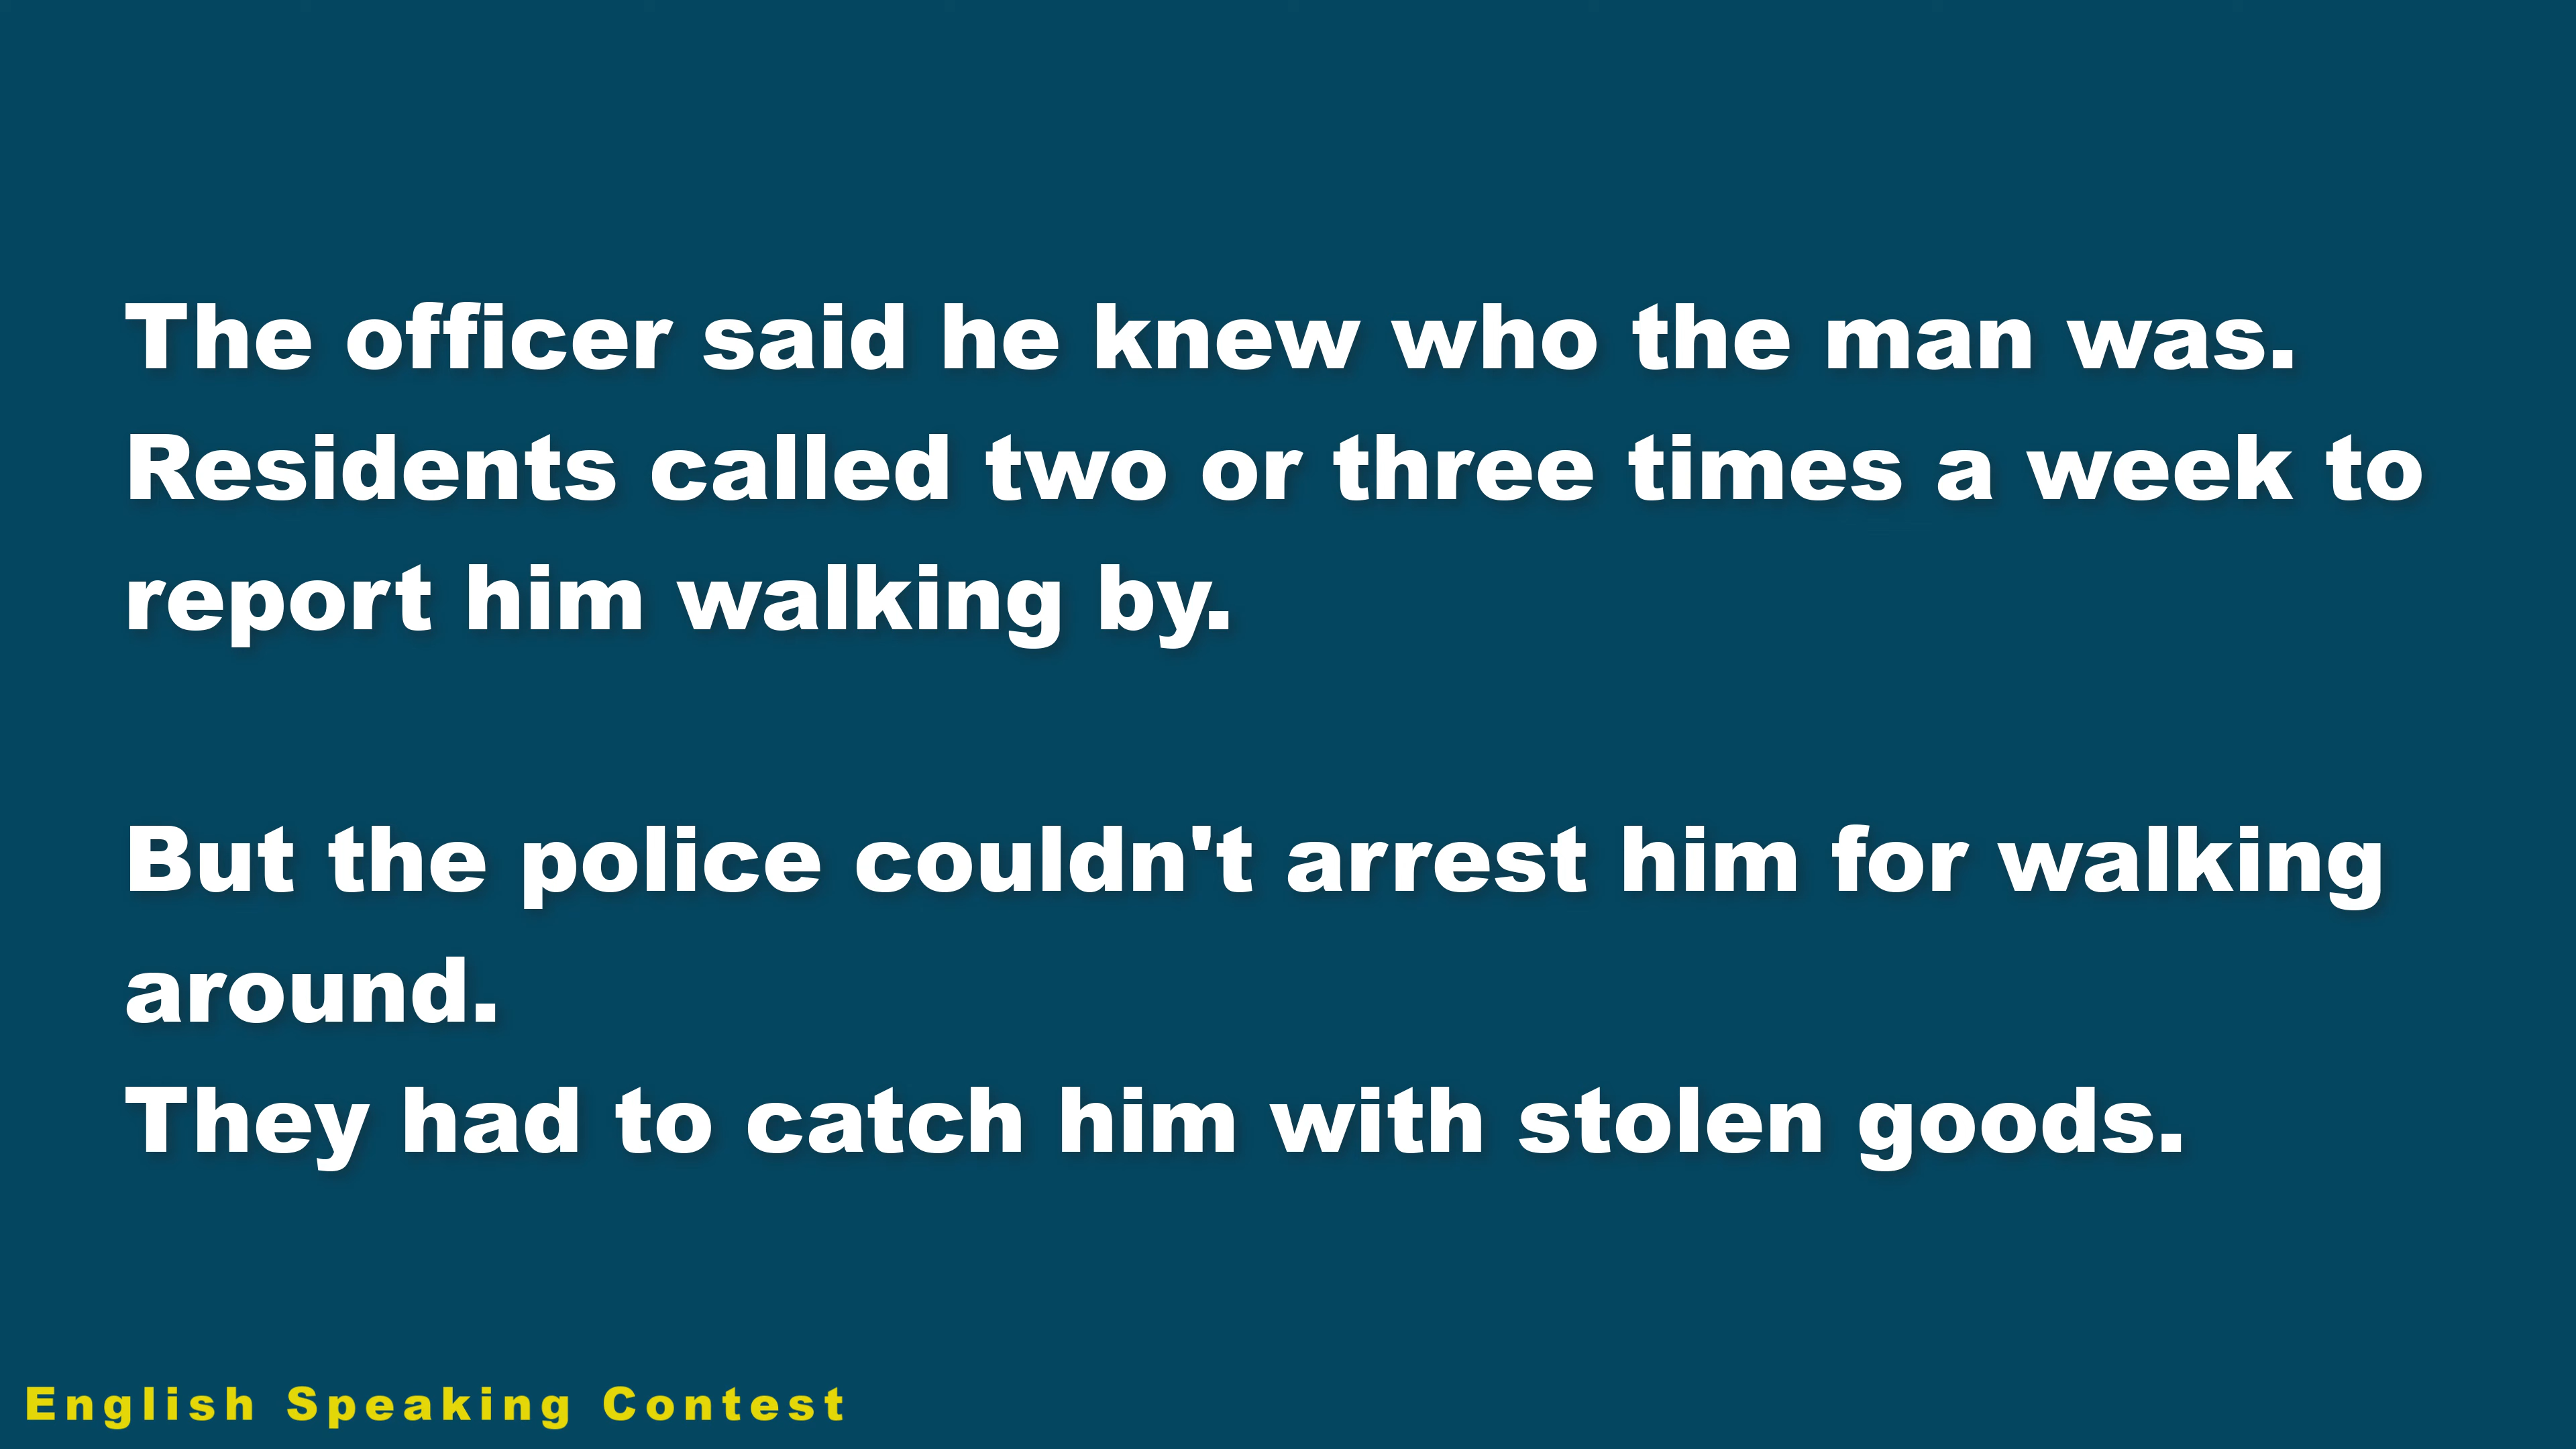 The officer said he knew who the man was.
Residents called two or three times a week to
report him walking by.
But the police couldn't arrest him for walking
around.
They had to catch him with stolen goods.
English Speaking Contest